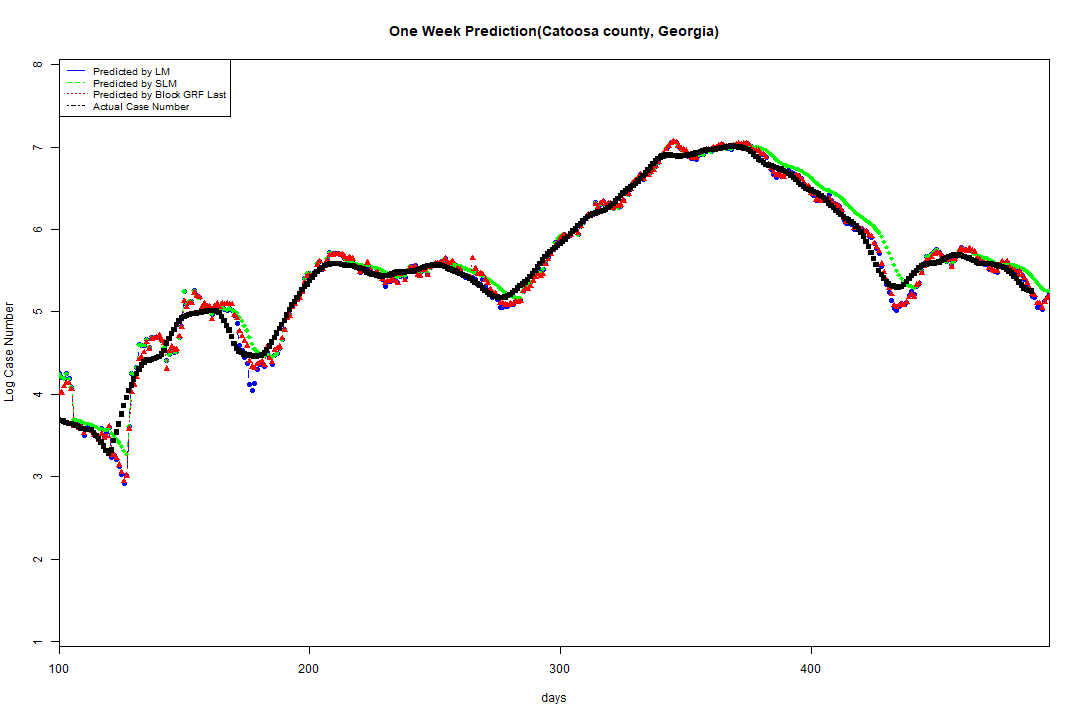 One Week Prediction(Catoosa county, Georgia)
Predicted by LM
Predicted by SLM
Predicted by Block GRF Last
Actual Case Number
8
7
6
5
4
3
2
1
Log Case Number
100 200 300 400
days